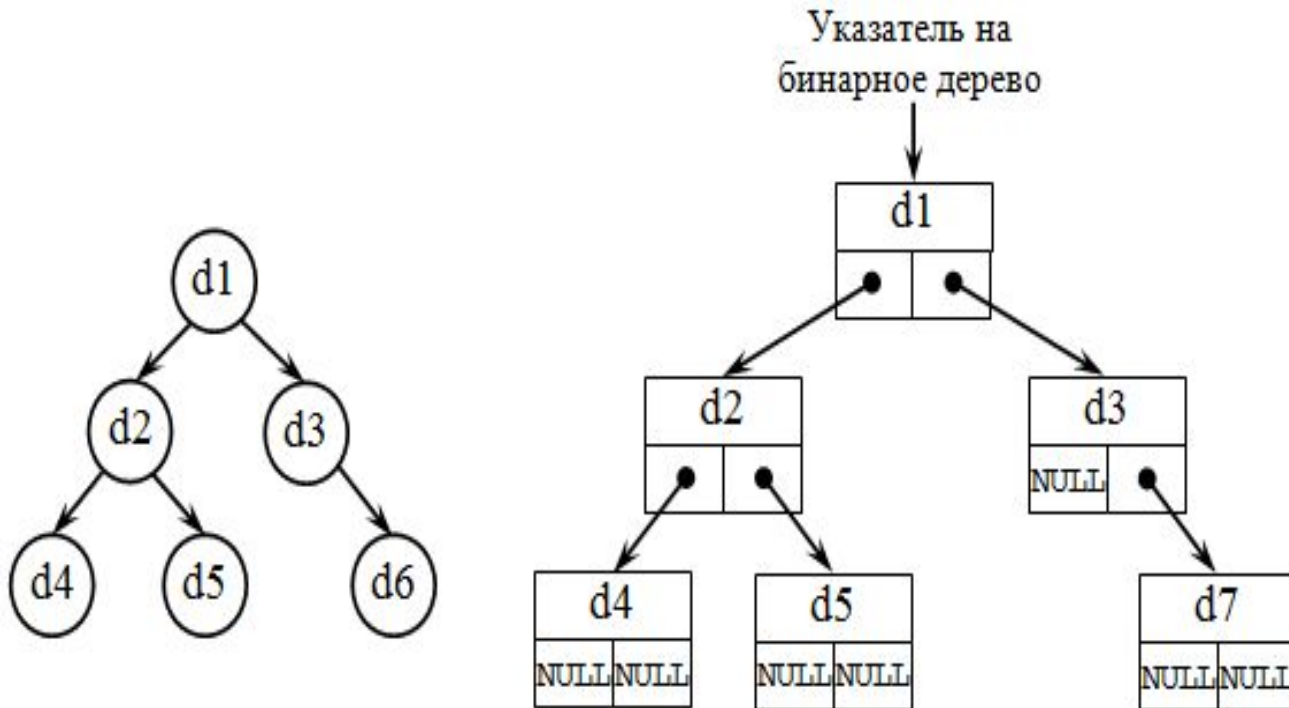 Указатель на
бинарное дерево
d1
d1
d2
d3
d2
d3
NULL
d4
d5
d6
d4
d5
d7
NULL NULL
NULL NULL
NULL NULL